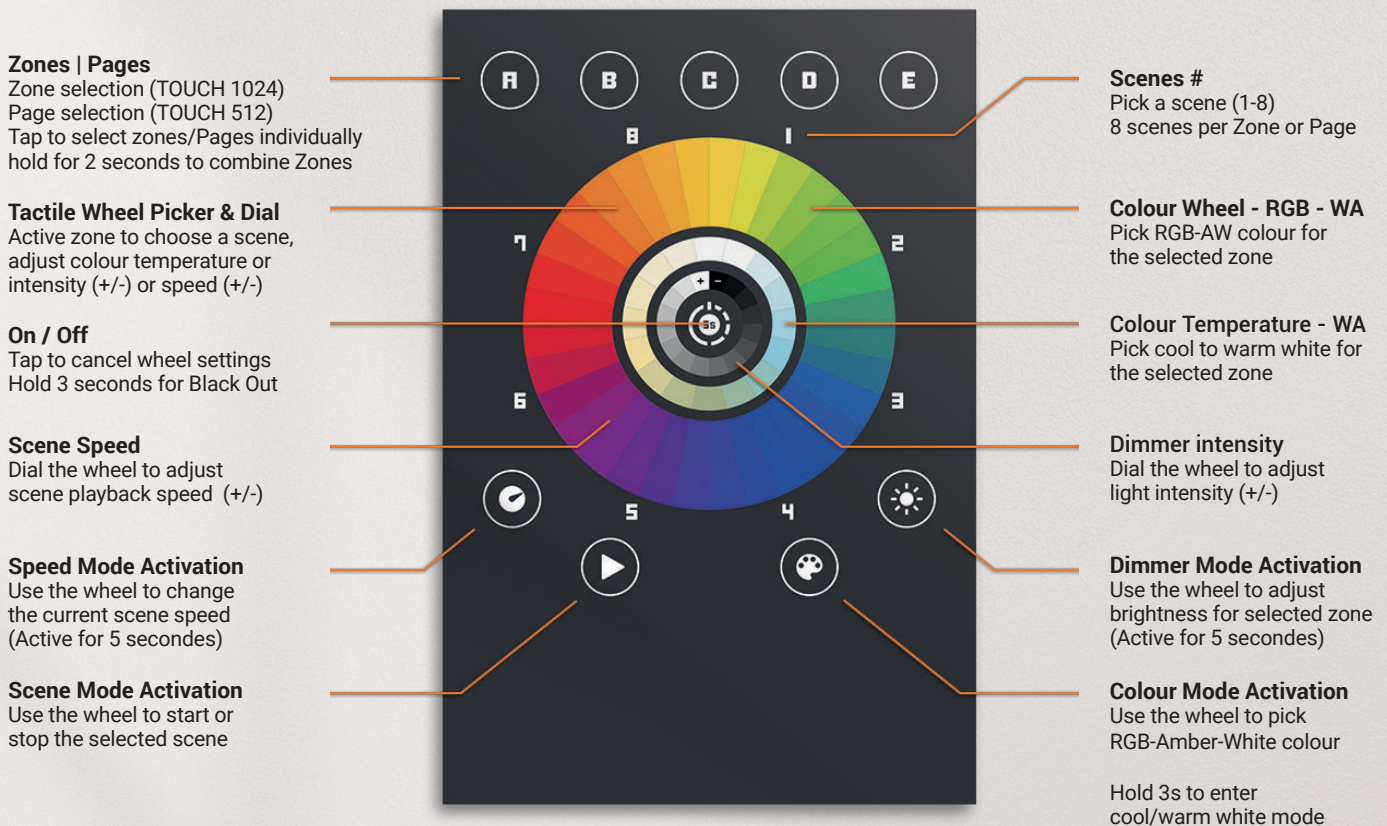 Zones | Pages
Zone selection (TOUCH 1024)
Page selection (TOUCH 512)
Tap to select zones/Pages individually
hold for 2 seconds to combine Zones
Tactile Wheel Picker & Dial
Active zone to choose a scene,
adjust colour temperature or
intensity (+/-) or speed (+/-)
On / Off
Tap to cancel wheel settings
Hold 3 seconds for Black Out
Scene Speed
Dial the wheel to adjust
scene playback speed (+/-)
Speed Mode Activation
Use the wheel to change
the current scene speed
(Active for 5 secondes)
Scene Mode Activation
Use the wheel to start or
stop the selected scene
A B C D E
8 1
7 2
6 3
5 4
+ -
3s
Scenes #
Pick a scene (1-8)
8 scenes per Zone or Page
Colour Wheel - RGB - WA
Pick RGB-AW colour for
the selected zone
Colour Temperature - WA
Pick cool to warm white for
the selected zone
Dimmer intensity
Dial the wheel to adjust
light intensity (+/-)
Dimmer Mode Activation
Use the wheel to adjust
brightness for selected zone
(Active for 5 secondes)
Colour Mode Activation
Use the wheel to pick
RGB-Amber-White colour
Hold 3s to enter
cool/warm white mode